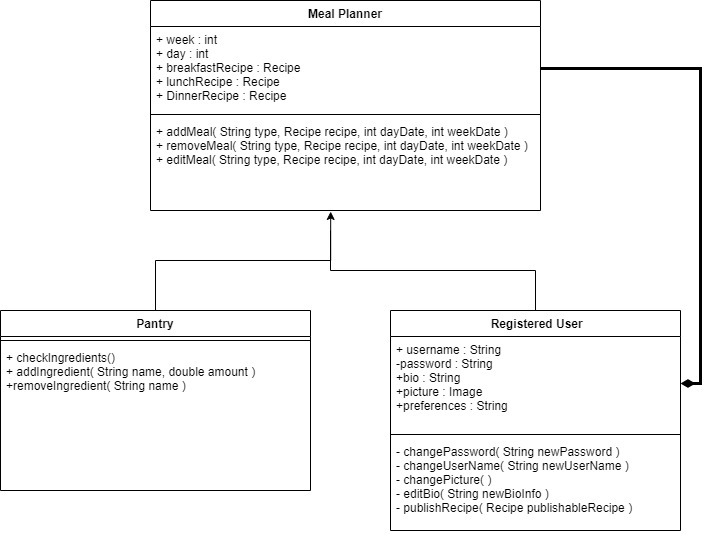 Meal Planner
+ week : int
+ day : int
+ breakfastRecipe : Recipe
+ lunchRecipe : Recipe
+ DinnerRecipe : Recipe
+ addMeal( String type, Recipe recipe, int dayDate, int weekDate )
+ removeMeal( String type, Recipe recipe, int dayDate, int weekDate )
+ editMeal( String type, Recipe recipe, int dayDate, int weekDate )
Pantry
+ checkIngredients()
+ addIngredient( String name, double amount )
+removeIngredient( String name )
Registered User
+ username : String
-password : String
+bio : String
+picture : Image
+preferences : String
- changePassword( String newPassword )
- changeUserName( String newUserName )
- changePicture( )
- editBio( String newBioInfo )
- publishRecipe( Recipe publishableRecipe )